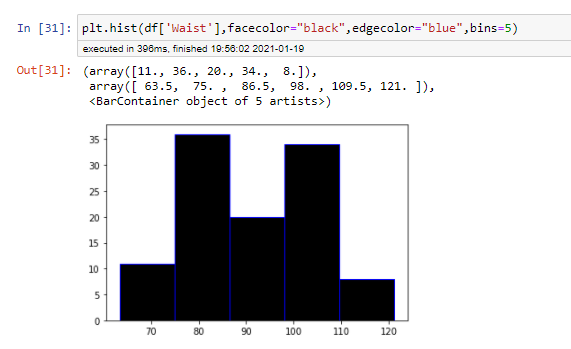 In [31]: plt.hist(df['Waist'],facecolor="black",edgecolor="blue",bins=5)
executed in 396ms, finished 19:56:02 2021-01-19
Out[31]: (array([11., 36., 20., 34.,  8.]),
array([ 63.5,  75. ,  86.5,  98. , 109.5, 121. ]),
<BarContainer object of 5 artists>)
35
30
25
20
15
10
5
0
70 80 90 100 110 120